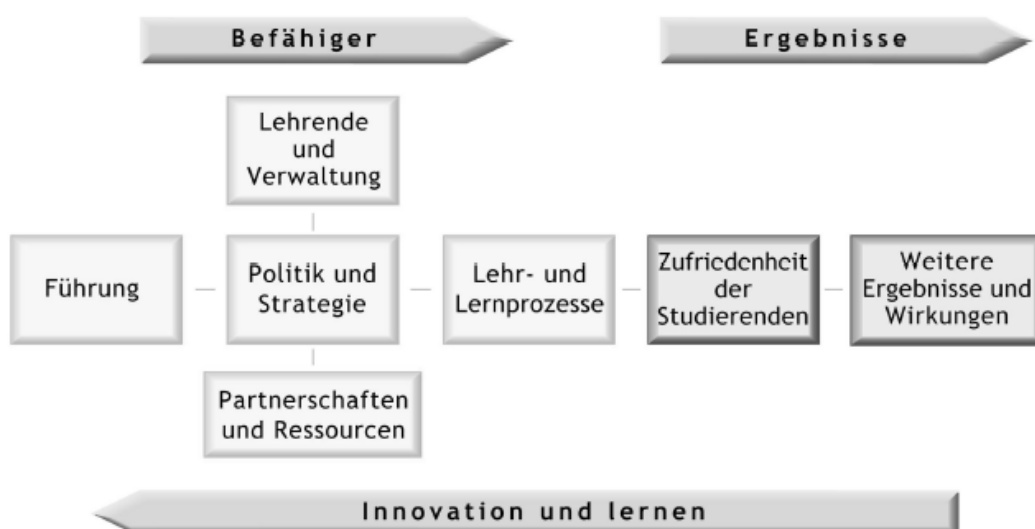 Befähiger
Ergebnisse
Lehrende
und
Verwaltung
Führung
Politik und
Strategie
Lehr- und
Lernprozesse
Zufriedenheit
der
Studierenden
Weitere
Ergebnisse und
Wirkungen
Partnerschaften
und Ressourcen
Innovation und lernen